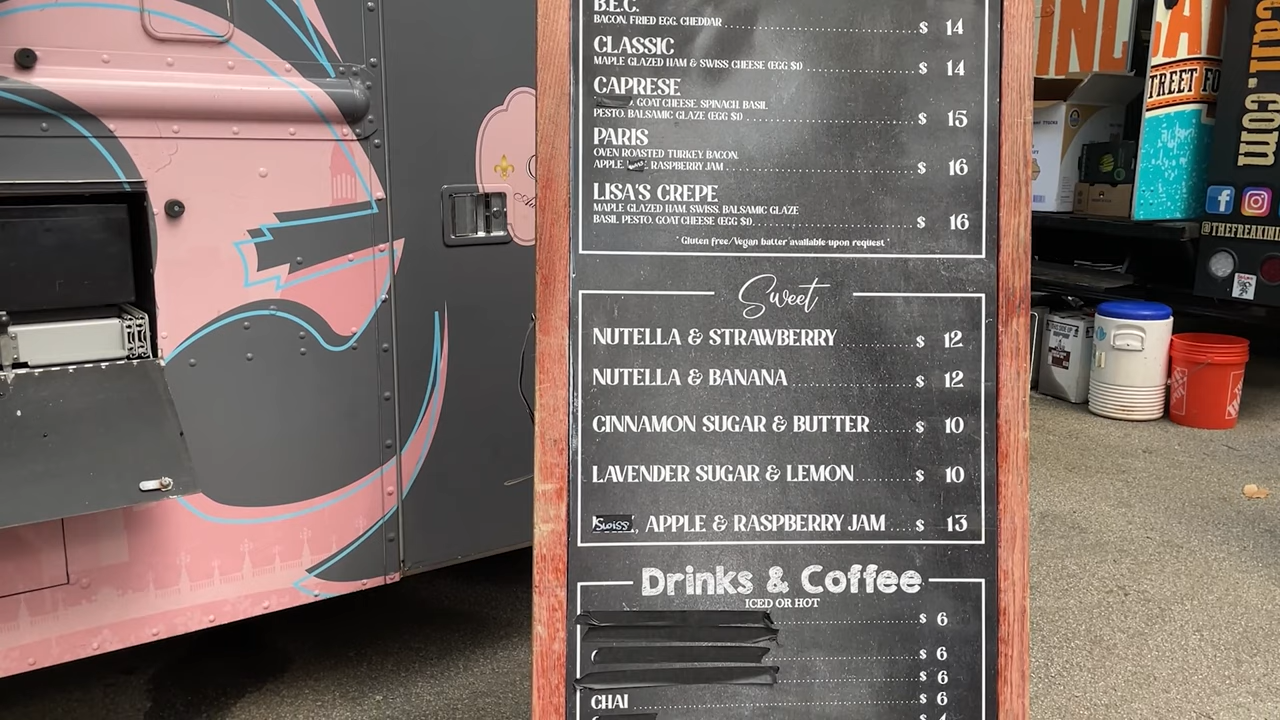 B.E.C.
BACON, FRIED EGG, CHEDDAR $ 14
CLASSIC
MAPLE GLAZED HAM & SWISS CHEESE (EGG $1) $ 14
CAPRESE
, GOAT CHEESE, SPINACH, BASIL
PESTO, BALSAMIC GLAZE (EGG $1) $ 15
PARIS
OVEN ROASTED TURKEY, BACON,
APPLE , RASPBERRY JAM $ 16
LISA'S CREPE
MAPLE GLAZED HAM, SWISS, BALSAMIC GLAZE
BASIL PESTO, GOAT CHEESE (EGG $1) $ 16
* Gluten free/Vegan batter available upon request *
Sweet
NUTELLA & STRAWBERRY $ 12
NUTELLA & BANANA $ 12
CINNAMON SUGAR & BUTTER $ 10
LAVENDER SUGAR & LEMON $ 10
Swiss, APPLE & RASPBERRY JAM $ 13
Drinks & Coffee
ICED OR HOT
$ 6
$ 6
$ 6
CHAI $ 6
TREET FO
.com
@THEFREAKIN